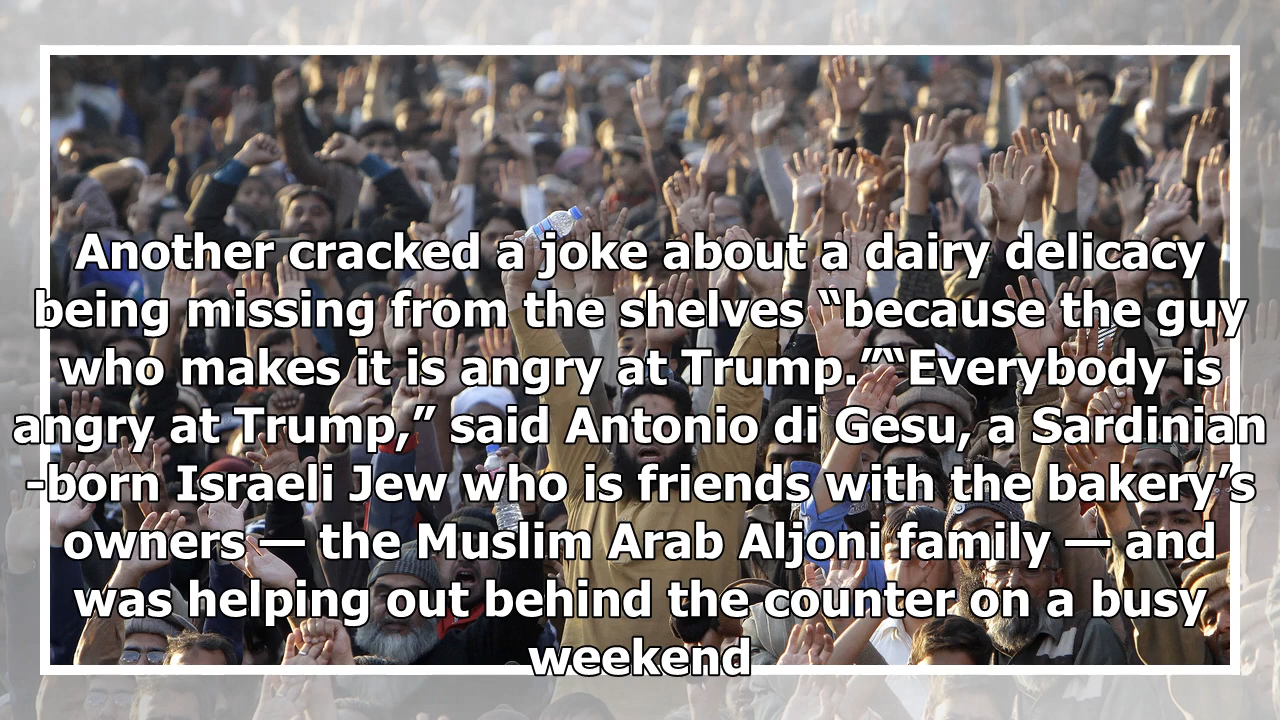 Another cracked a joke about a dairy delicacy
being missing from the shelves “because the guy
who makes it is angry at Trump.”“Everybody is
angry at Trump,” said Antonio di Gesu, a Sardinian
-born Israeli Jew who is friends with the bakery’s
owners — the Muslim Arab Aljoni family — and
was helping out behind the counter on a busy
weekend